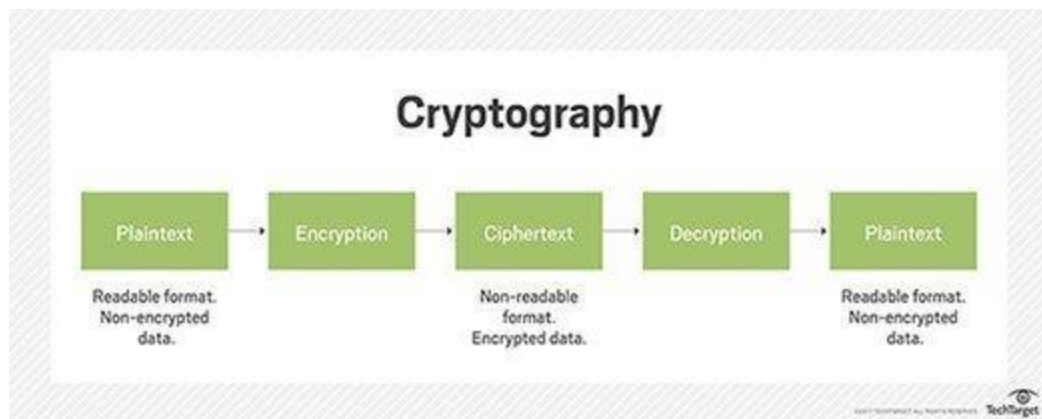 Cryptography
Plaintext
Encryption
Ciphertext
Decryption
Plaintext
Readable format.
Non-encrypted
data.
Non-readable
format.
Encrypted data.
Readable format.
Non-encrypted
data.
TechTarget